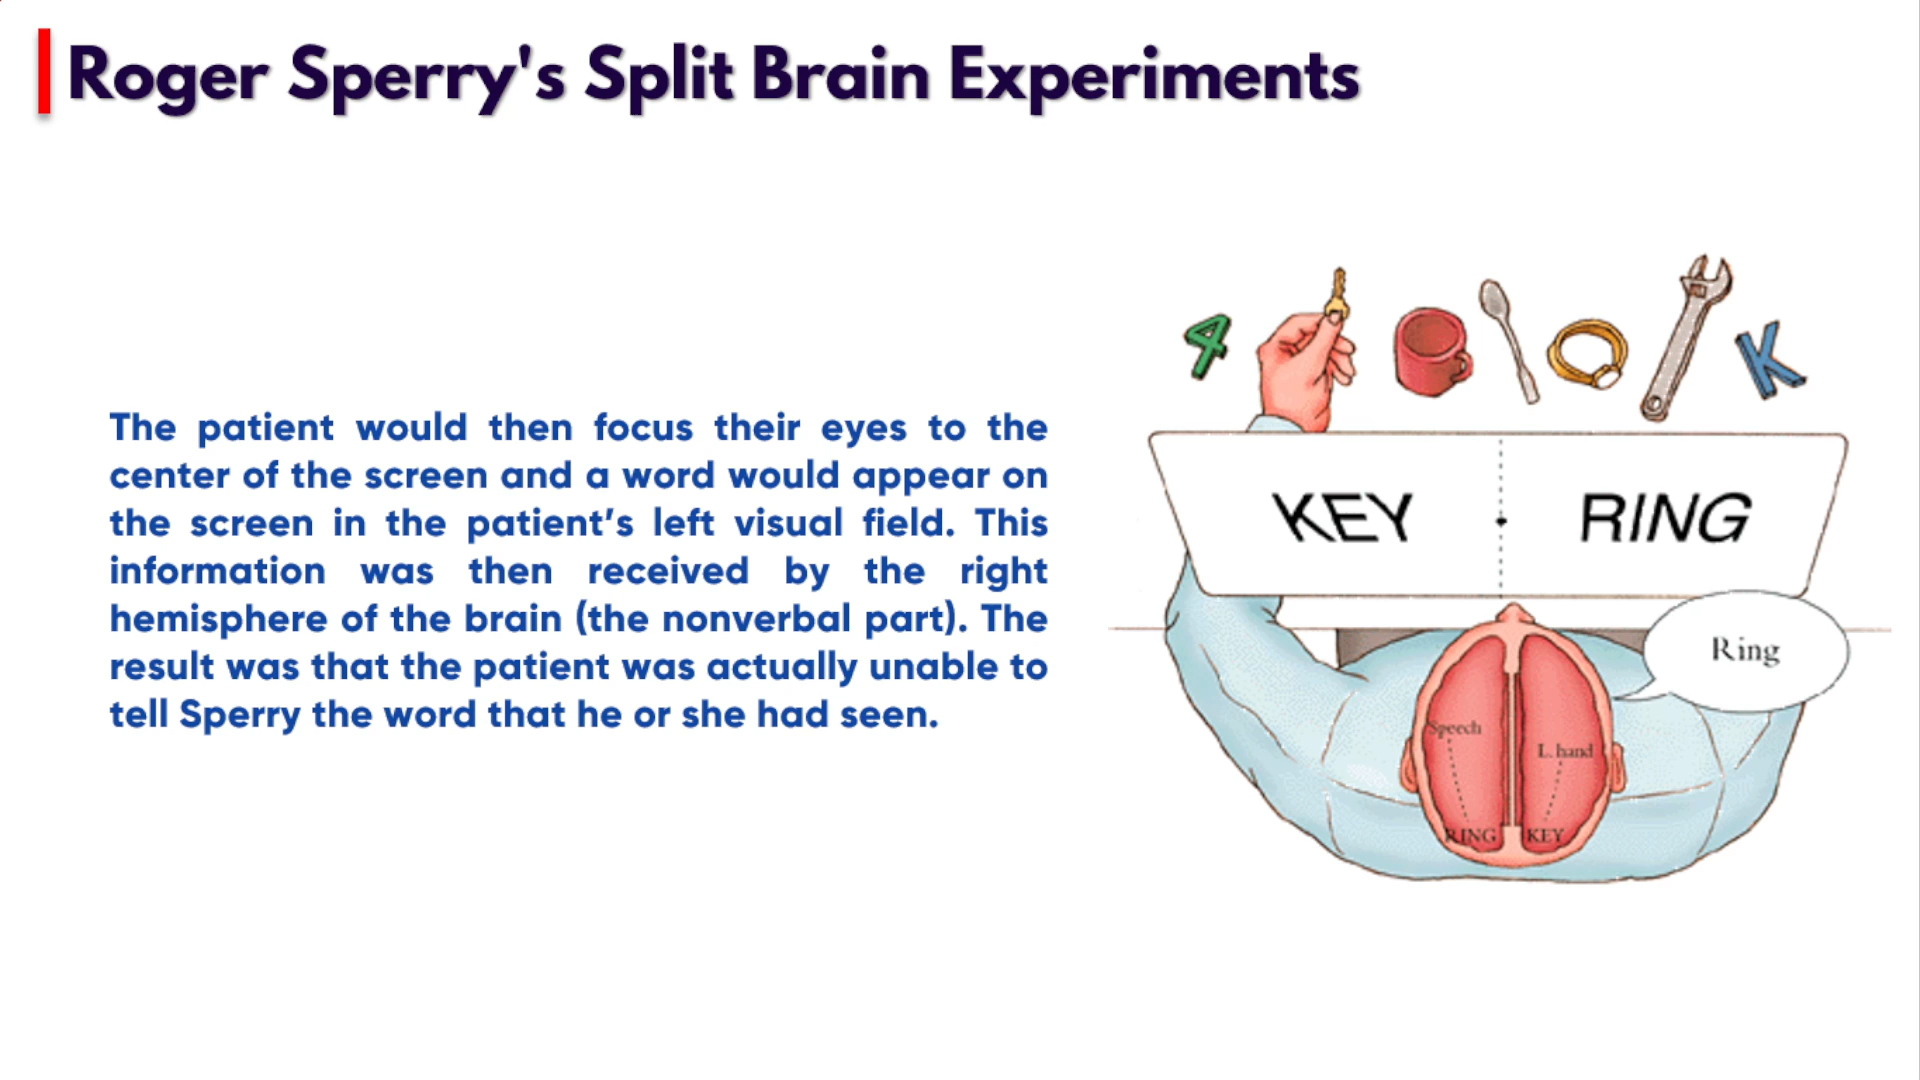 Roger Sperry's Split Brain Experiments
The patient would then focus their eyes to the
center of the screen and a word would appear on
the screen in the patient’s left visual field. This
information was then received by the right
hemisphere of the brain (the nonverbal part). The
result was that the patient was actually unable to
tell Sperry the word that he or she had seen.
4
K
KEY RING
Ring
Speech
L. hand
RING KEY